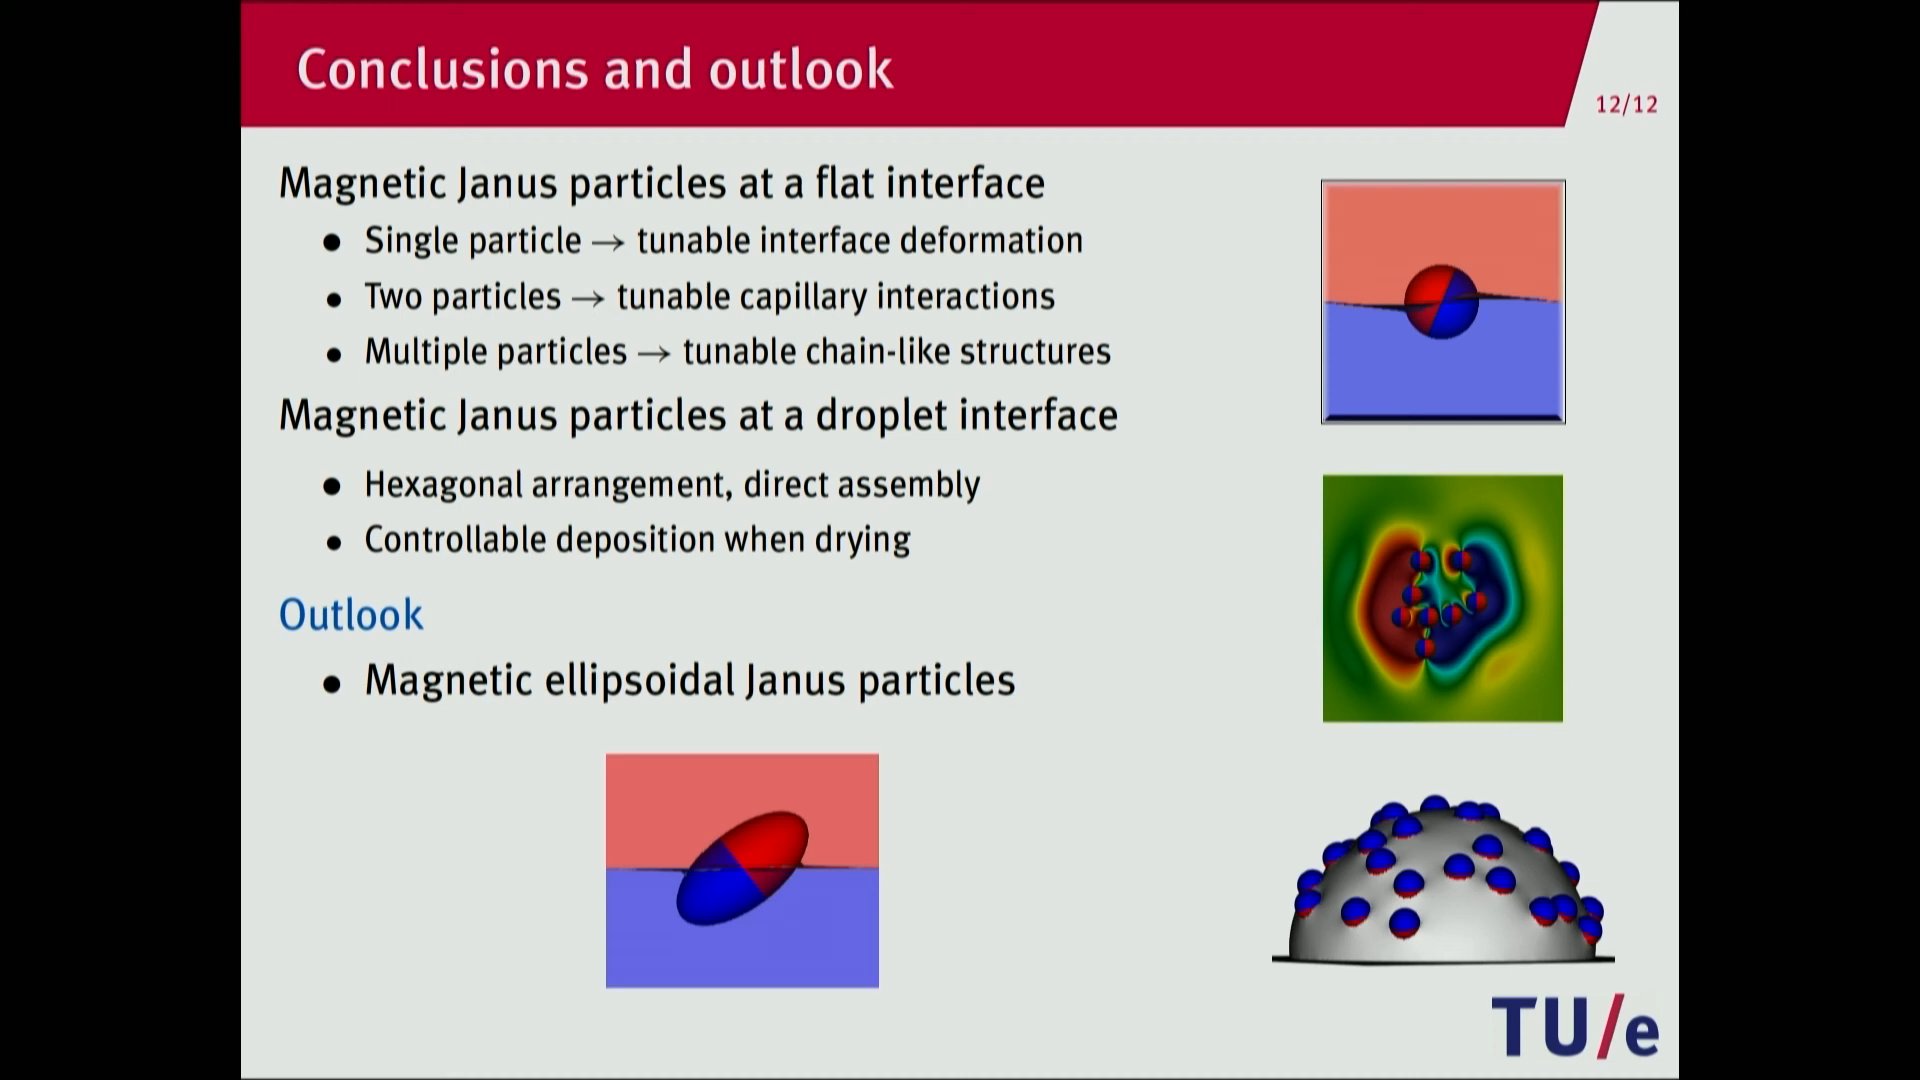 Conclusions and outlook
12/12
Magnetic Janus particles at a flat interface
● Single particle → tunable interface deformation
● Two particles → tunable capillary interactions
● Multiple particles → tunable chain-like structures
Magnetic Janus particles at a droplet interface
● Hexagonal arrangement, direct assembly
● Controllable deposition when drying
Outlook
● Magnetic ellipsoidal Janus particles
TU/e